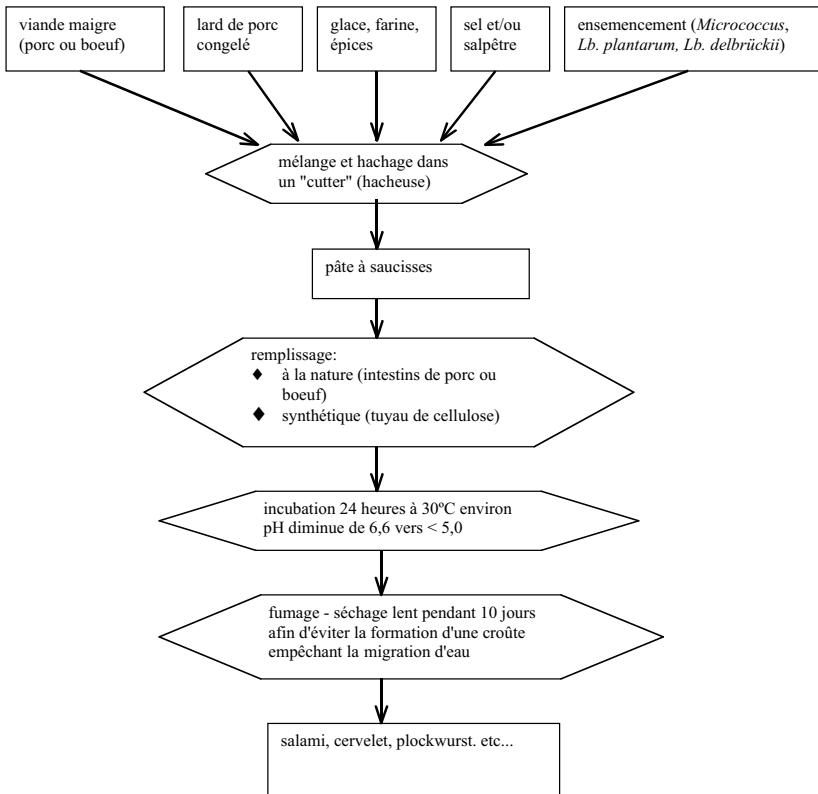 viande maigre
(porc ou boeuf)
lard de porc
congelé
glace, farine,
épices
sel et/ou
salpêtre
ensemencement (Micrococcus,
Lb. plantarum, Lb. delbrückii)
mélange et hachage dans
un "cutter" (hacheuse)
pâte à saucisses
remplissage:
♦ à la nature (intestins de porc ou
boeuf)
♦ synthétique (tuyau de cellulose)
incubation 24 heures à 30ºC environ
pH diminue de 6,6 vers < 5,0
fumage - séchage lent pendant 10 jours
afin d'éviter la formation d'une croûte
empêchant la migration d'eau
salami, cervelet, plockwurst. etc...